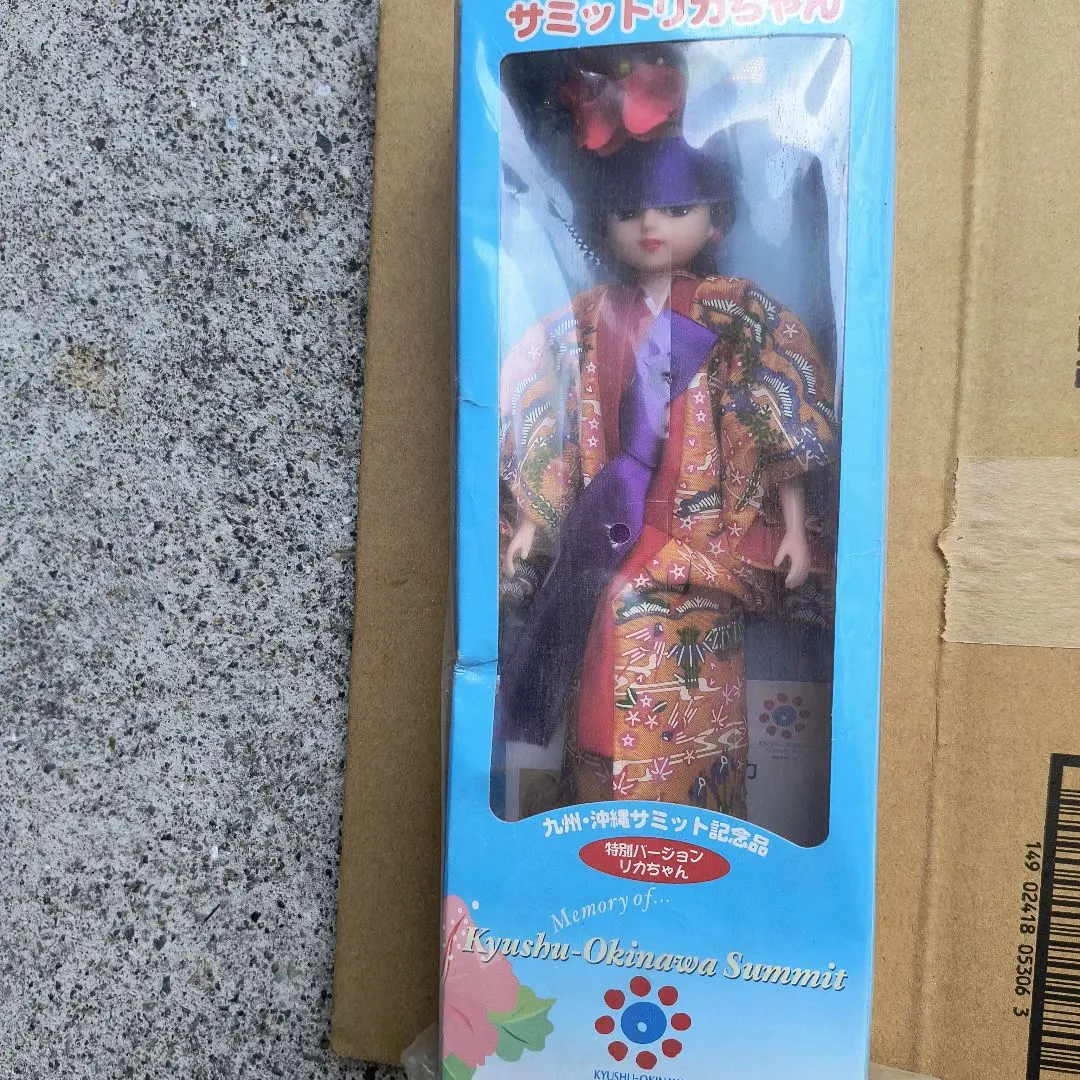 サミットリカちゃん
九州・沖縄サミット記念品
特別バージョン
リカちゃん
Memory of...
Kyushu-Okinawa Summit
149 02418 05306 3